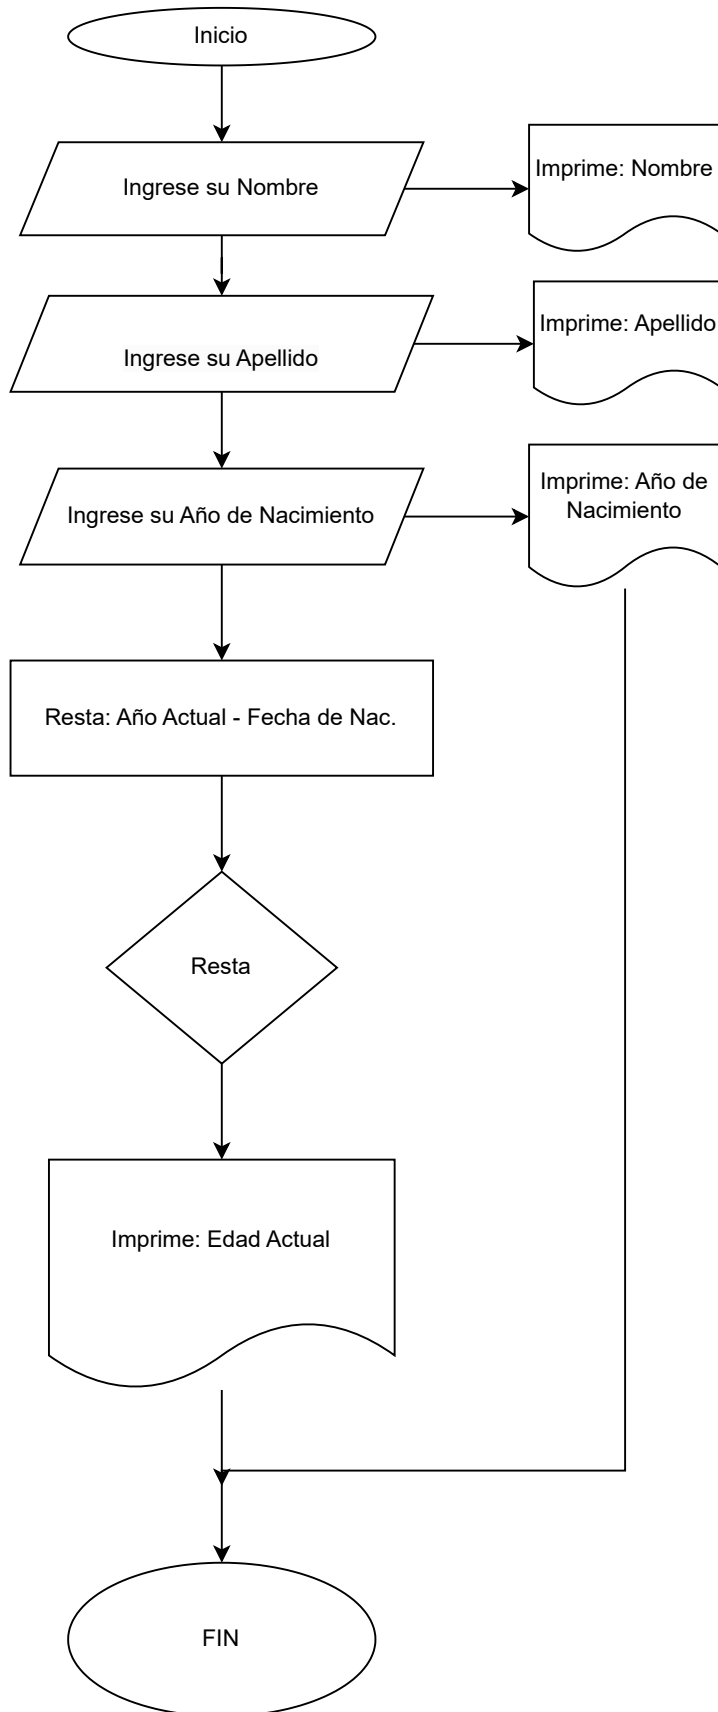 Inicio
Ingrese su Nombre
Imprime: Nombre
Ingrese su Apellido
Imprime: Apellido
Ingrese su Año de Nacimiento
Imprime: Año de
Nacimiento
Resta: Año Actual - Fecha de Nac.
Resta
Imprime: Edad Actual
FIN